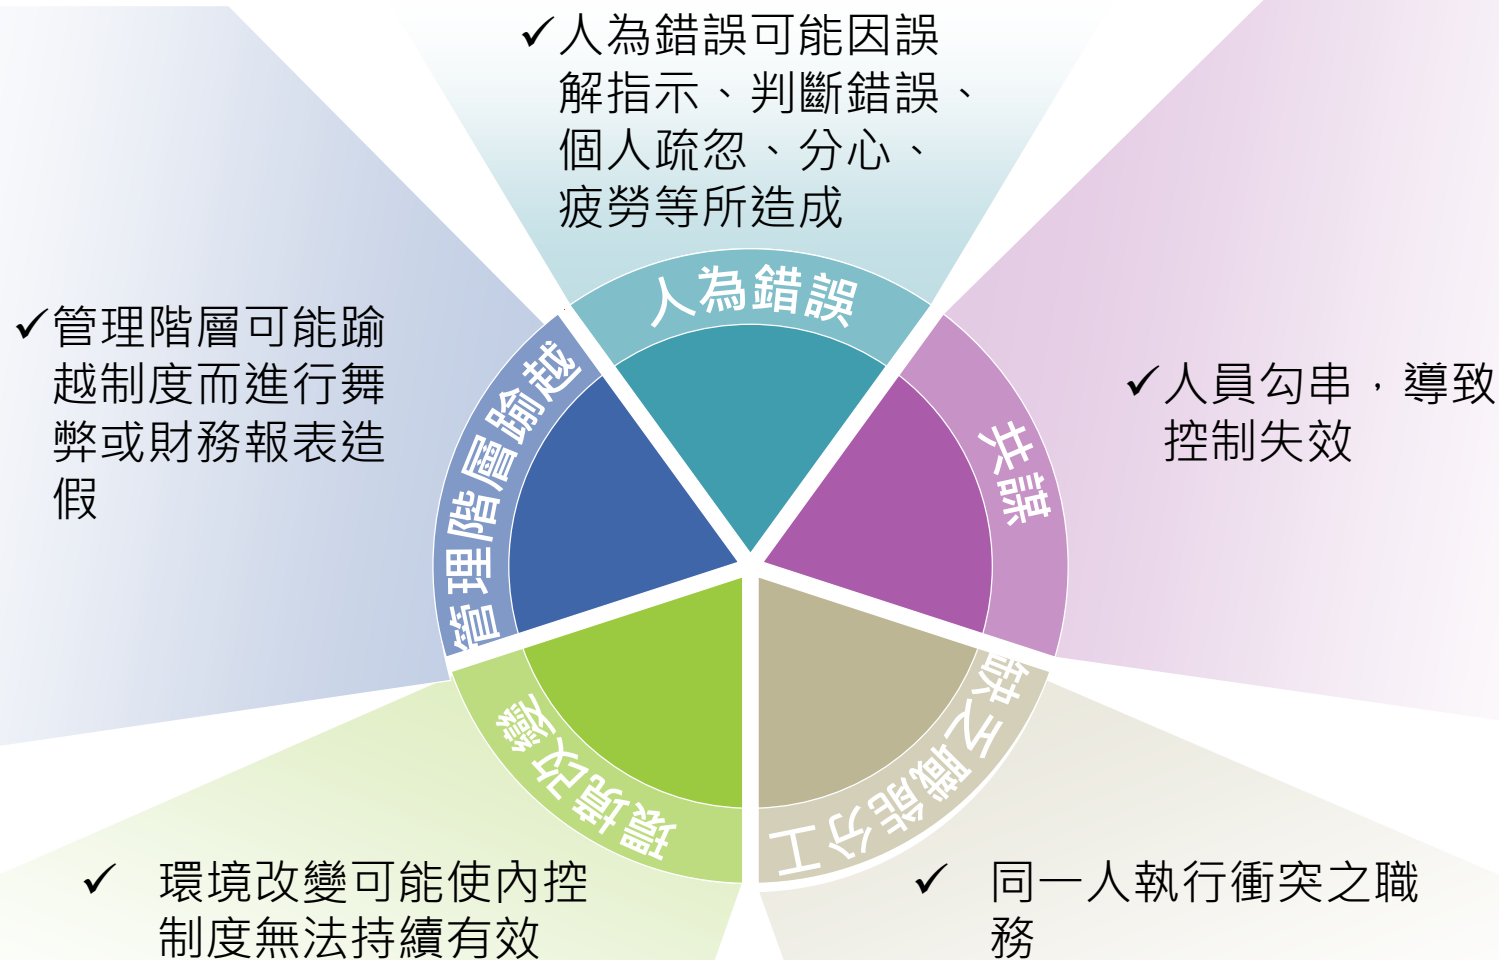 ✓人為錯誤可能因誤
解指示、判斷錯誤、
個人疏忽、分心、
疲勞等所造成
人為錯誤
✓管理階層可能踰
越制度而進行舞
弊或財務報表造
假
管理階層踰越
✓人員勾串，導致
控制失效
共謀
環境改變
✓ 環境改變可能使內控
制度無法持續有效
缺乏職能分工
✓ 同一人執行衝突之職
務